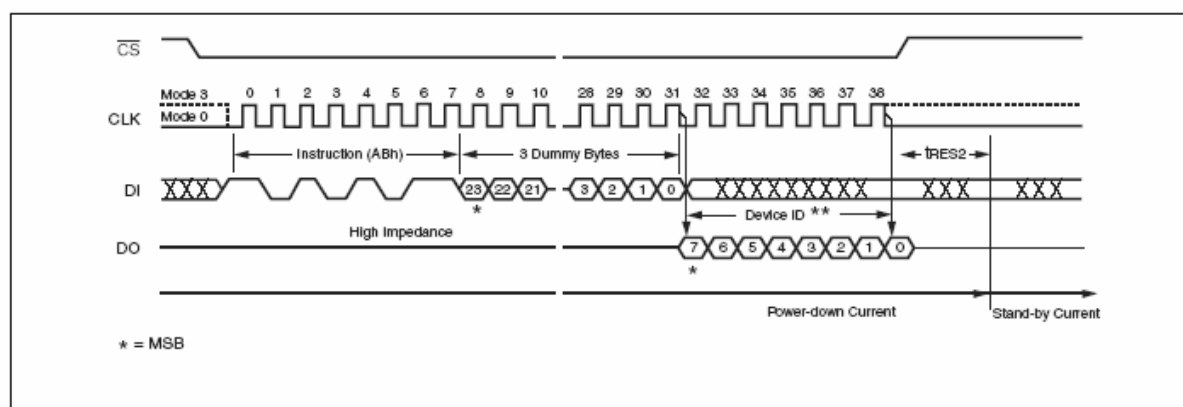 CS
Mode 3 0 1 2 3 4 5 6 7 8 9 10 28 29 30 31 32 33 34 35 36 37 38
CLK Mode 0
Instruction (ABh) 3 Dummy Bytes tRES2
DI 23 22 21 3 2 1 0
* Device ID **
High Impedance
DO 7 6 5 4 3 2 1 0
*
Power-down Current Stand-by Current
* = MSB